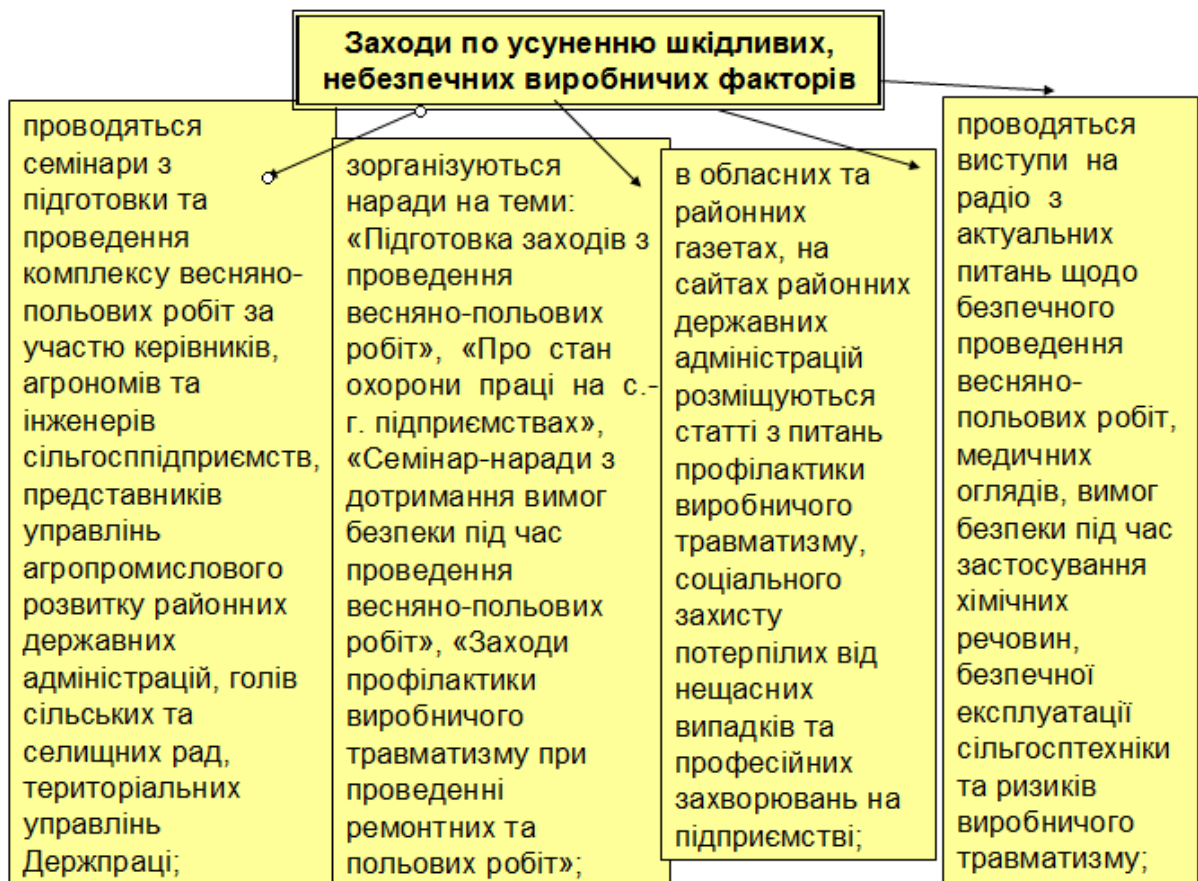 Заходи по усуненню шкідливих,
небезпечних виробничих факторів
проводяться
семінари з
підготовки та
проведення
комплексу весняно-
польових робіт за
участю керівників,
агрономів та
інженерів
сільгосппідприємств,
представників
управлінь
агропромислового
розвитку районних
державних
адміністрацій, голів
сільських та
селищних рад,
територіальних
управлінь
Держпраці;
зорганізуються
наради на теми:
«Підготовка заходів з
проведення
весняно-польових
робіт», «Про стан
охорони праці на с.-
г. підприємствах»,
«Семінар-наради з
дотримання вимог
безпеки під час
проведення
весняно-польових
робіт», «Заходи
профілактики
виробничого
травматизму при
проведенні
ремонтних та
польових робіт»;
в обласних та
районних
газетах, на
сайтах районних
державних
адміністрацій
розміщуються
статті з питань
профілактики
виробничого
травматизму,
соціального
захисту
потерпілих від
нещасних
випадків та
професійних
захворювань на
підприємстві;
проводяться
виступи на
радіо з
актуальних
питань щодо
безпечного
проведення
весняно-
польових робіт,
медичних
оглядів, вимог
безпеки під час
застосування
хімічних
речовин,
безпечної
експлуатації
сільгосптехніки
та ризиків
виробничого
травматизму;